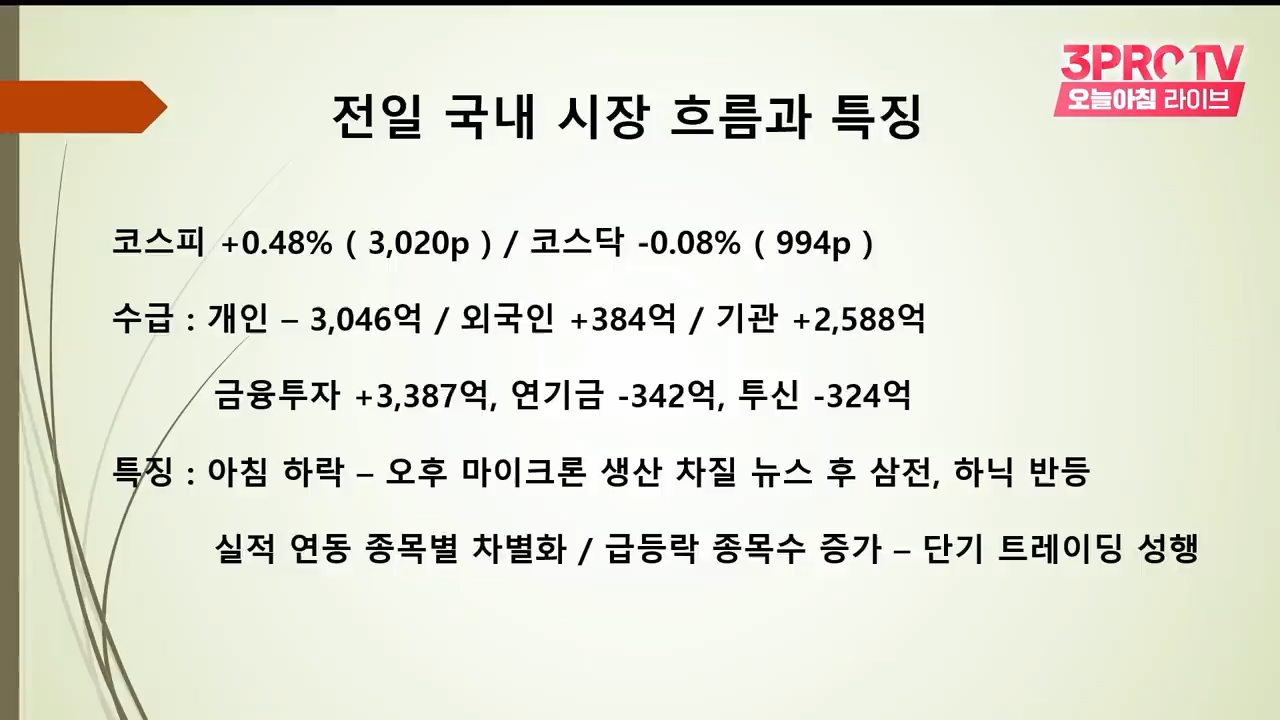 3PROTV
오늘아침 라이브
전일 국내 시장 흐름과 특징
코스피 +0.48% ( 3,020p ) / 코스닥 -0.08% ( 994p )
수급 : 개인 – 3,046억 / 외국인 +384억 / 기관 +2,588억
금융투자 +3,387억, 연기금 -342억, 투신 -324억
특징 : 아침 하락 – 오후 마이크론 생산 차질 뉴스 후 삼전, 하닉 반등
실적 연동 종목별 차별화 / 급등락 종목수 증가 – 단기 트레이딩 성행